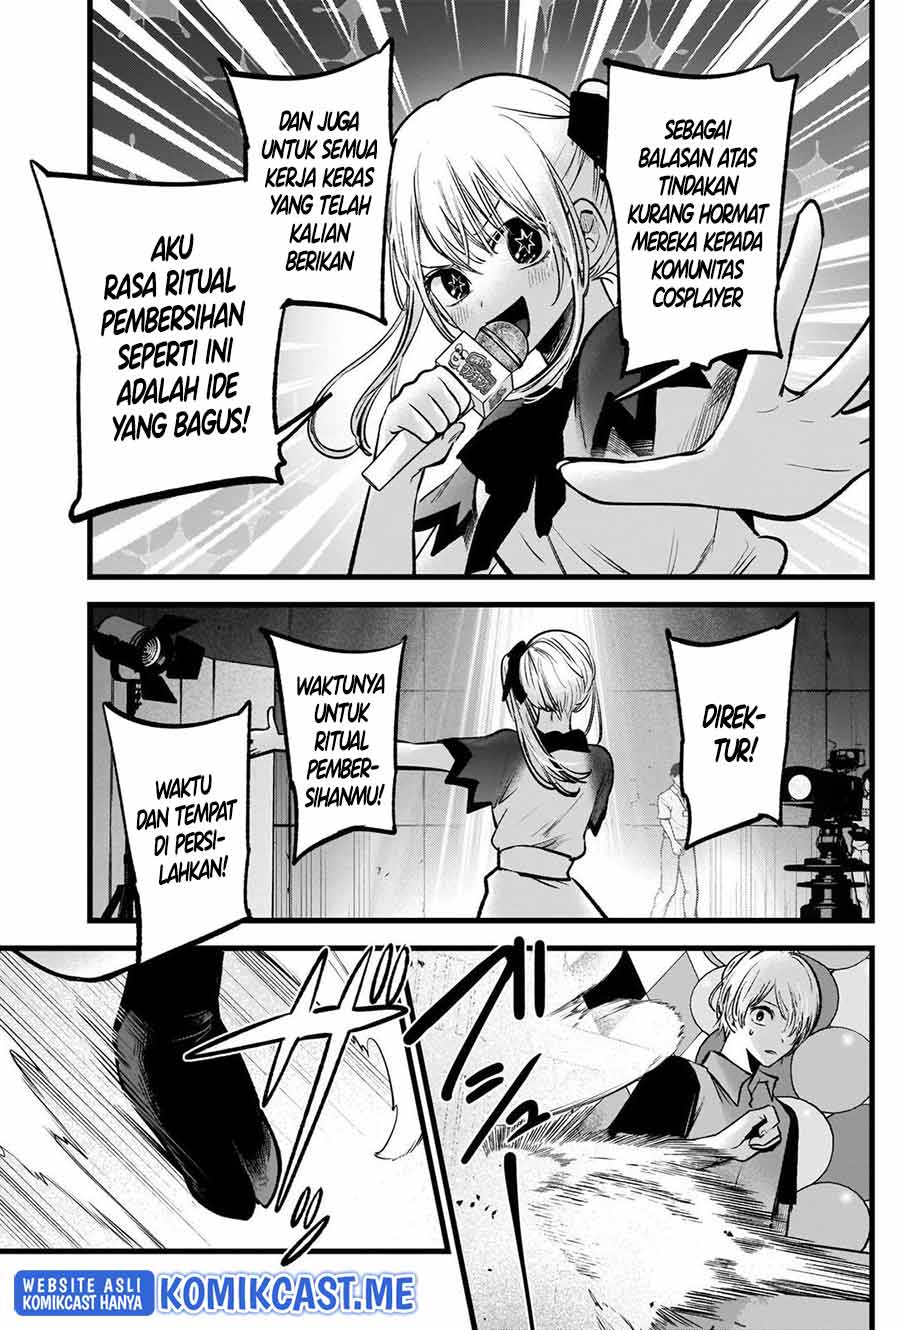 SEBAGAI
BALASAN ATAS
TINDAKAN
KURANG HORMAT
MEREKA KEPADA
KOMUNITAS
COSPLAYER
DAN JUGA
UNTUK SEMUA
KERJA KERAS
YANG TELAH
KALIAN
BERIKAN
AKU
RASA RITUAL
PEMBERSIHAN
SEPERTI INI
ADALAH IDE
YANG BAGUS!
DIREK-
TUR!
WAKTUNYA
UNTUK
RITUAL
PEMBER-
SIHANMU!
WAKTU
DAN TEMPAT
DI PERSI-
LAHKAN!
WEBSITE ASLI
KOMIKCAST HANYA
KOMIKCAST.ME